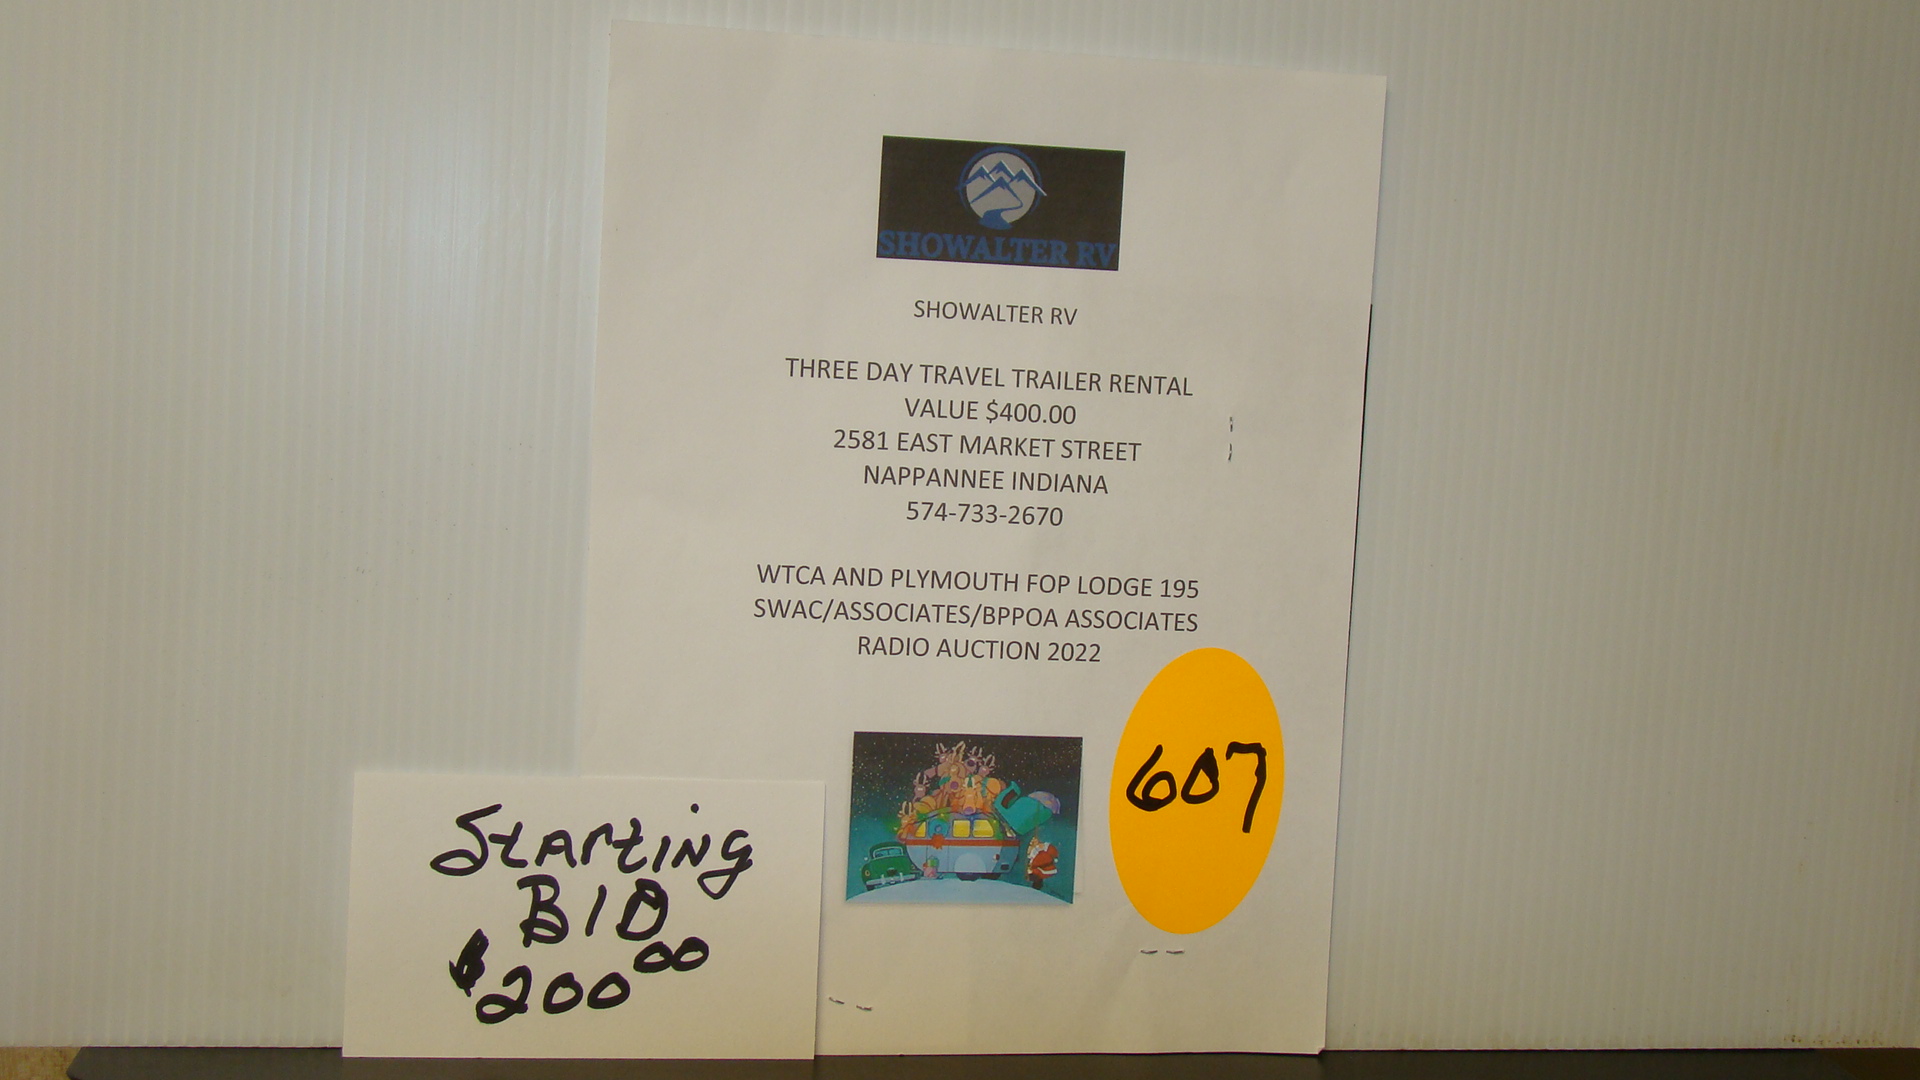 SHOWALTER RV
SHOWALTER RV
THREE DAY TRAVEL TRAILER RENTAL
VALUE $400.00
2581 EAST MARKET STREET
NAPPANNEE INDIANA
574-733-2670
WTCA AND PLYMOUTH FOP LODGE 195
SWAC/ASSOCIATES/BPPOA ASSOCIATES
RADIO AUCTION 2022
607
STARTING
BID
$200.00